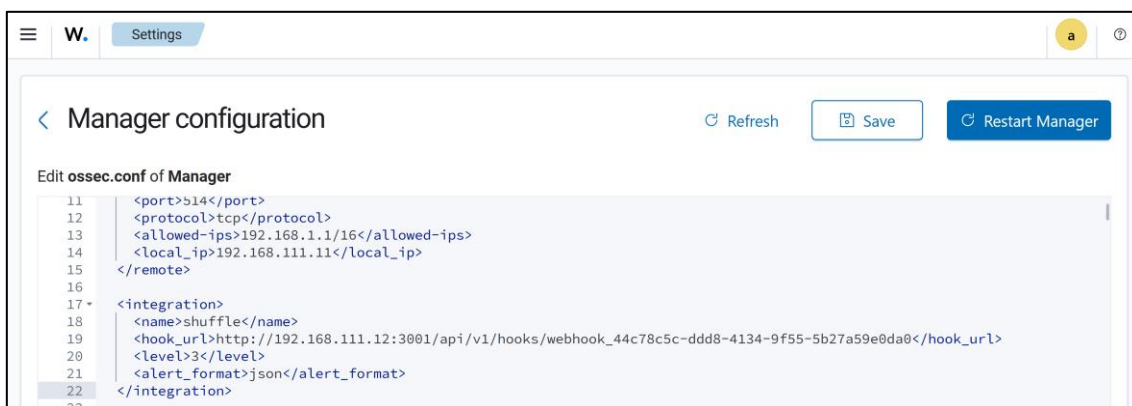 W. Settings a
Manager configuration Refresh Save Restart Manager
Edit ossec.conf of Manager
11 <port>514</port>
12 <protocol>tcp</protocol>
13 <allowed-ips>192.168.1.1/16</allowed-ips>
14 <local_ip>192.168.111.11</local_ip>
15 </remote>
16
17 <integration>
18 <name>shuffle</name>
19 <hook_url>http://192.168.111.12:3001/api/v1/hooks/webhook_44c78c5c-ddd8-4134-9f55-5b27a59e0da0</hook_url>
20 <level>3</level>
21 <alert_format>json</alert_format>
22 </integration>